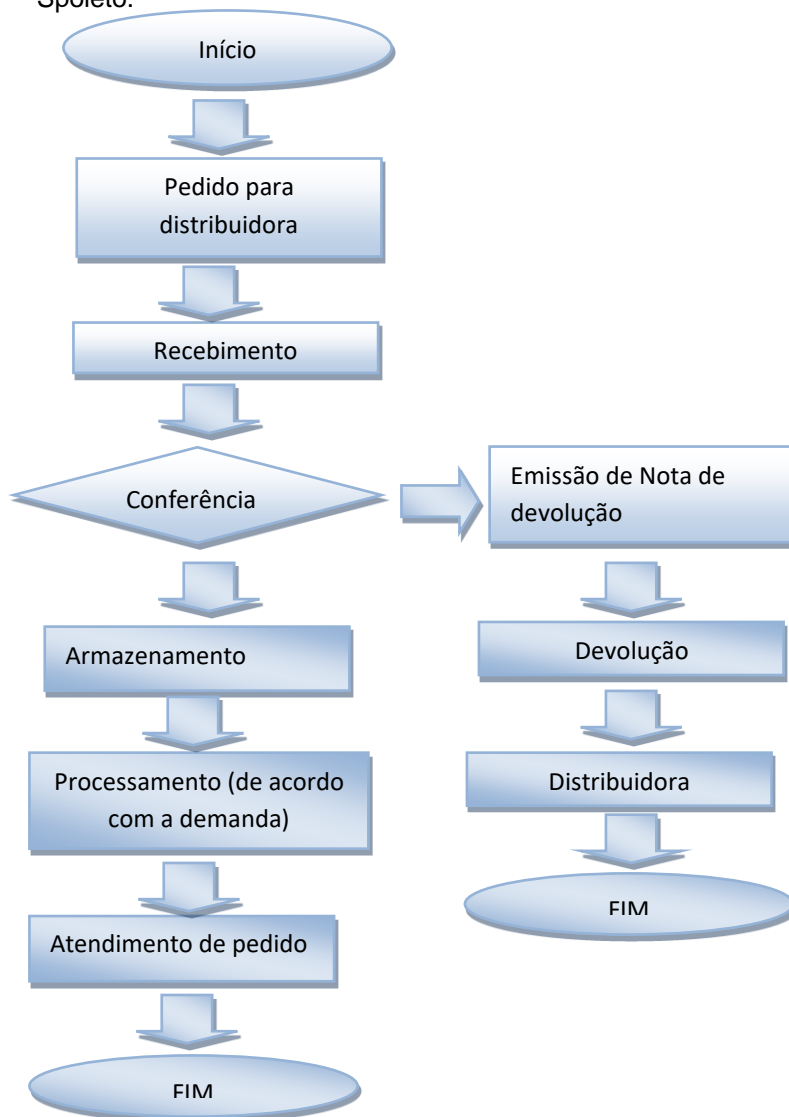 Spoleto.
Início
Pedido para
distribuidora
Recebimento
Conferência
Emissão de Nota de
devolução
Armazenamento
Devolução
Processamento (de acordo
com a demanda)
Distribuidora
Atendimento de pedido
FIM
FIM